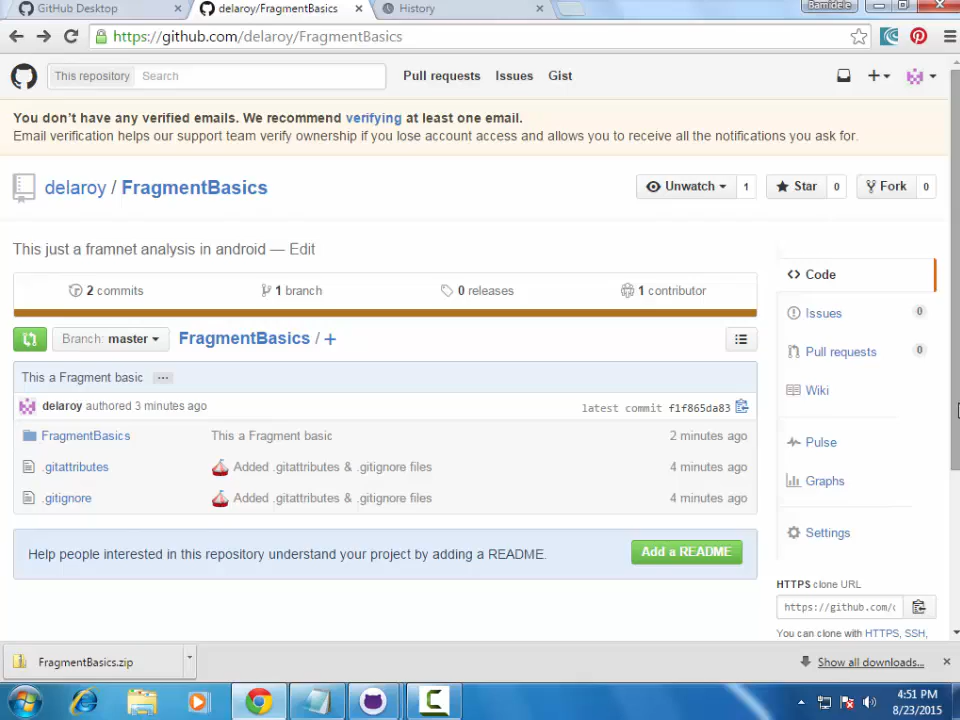 GitHub Desktop
delaroy/FragmentBasics
History
Bamidele
https://github.com/delaroy/FragmentBasics
This repository Search
Pull requests Issues Gist
You don't have any verified emails. We recommend verifying at least one email.
Email verification helps our support team verify ownership if you lose account access and allows you to receive all the notifications you ask for.
delaroy / FragmentBasics
Unwatch 1 Star 0 Fork 0
This just a framnet analysis in android — Edit
2 commits 1 branch 0 releases 1 contributor
Branch: master FragmentBasics / +
This a Fragment basic ...
delaroy authored 3 minutes ago latest commit f1f865da83
FragmentBasics This a Fragment basic 2 minutes ago
.gitattributes Added .gitattributes & .gitignore files 4 minutes ago
.gitignore Added .gitattributes & .gitignore files 4 minutes ago
Help people interested in this repository understand your project by adding a README. Add a README
Code
Issues 0
Pull requests 0
Wiki
Pulse
Graphs
Settings
HTTPS clone URL
https://github.com/
You can clone with HTTPS, SSH,
FragmentBasics.zip
Show all downloads...
4:51 PM
8/23/2015